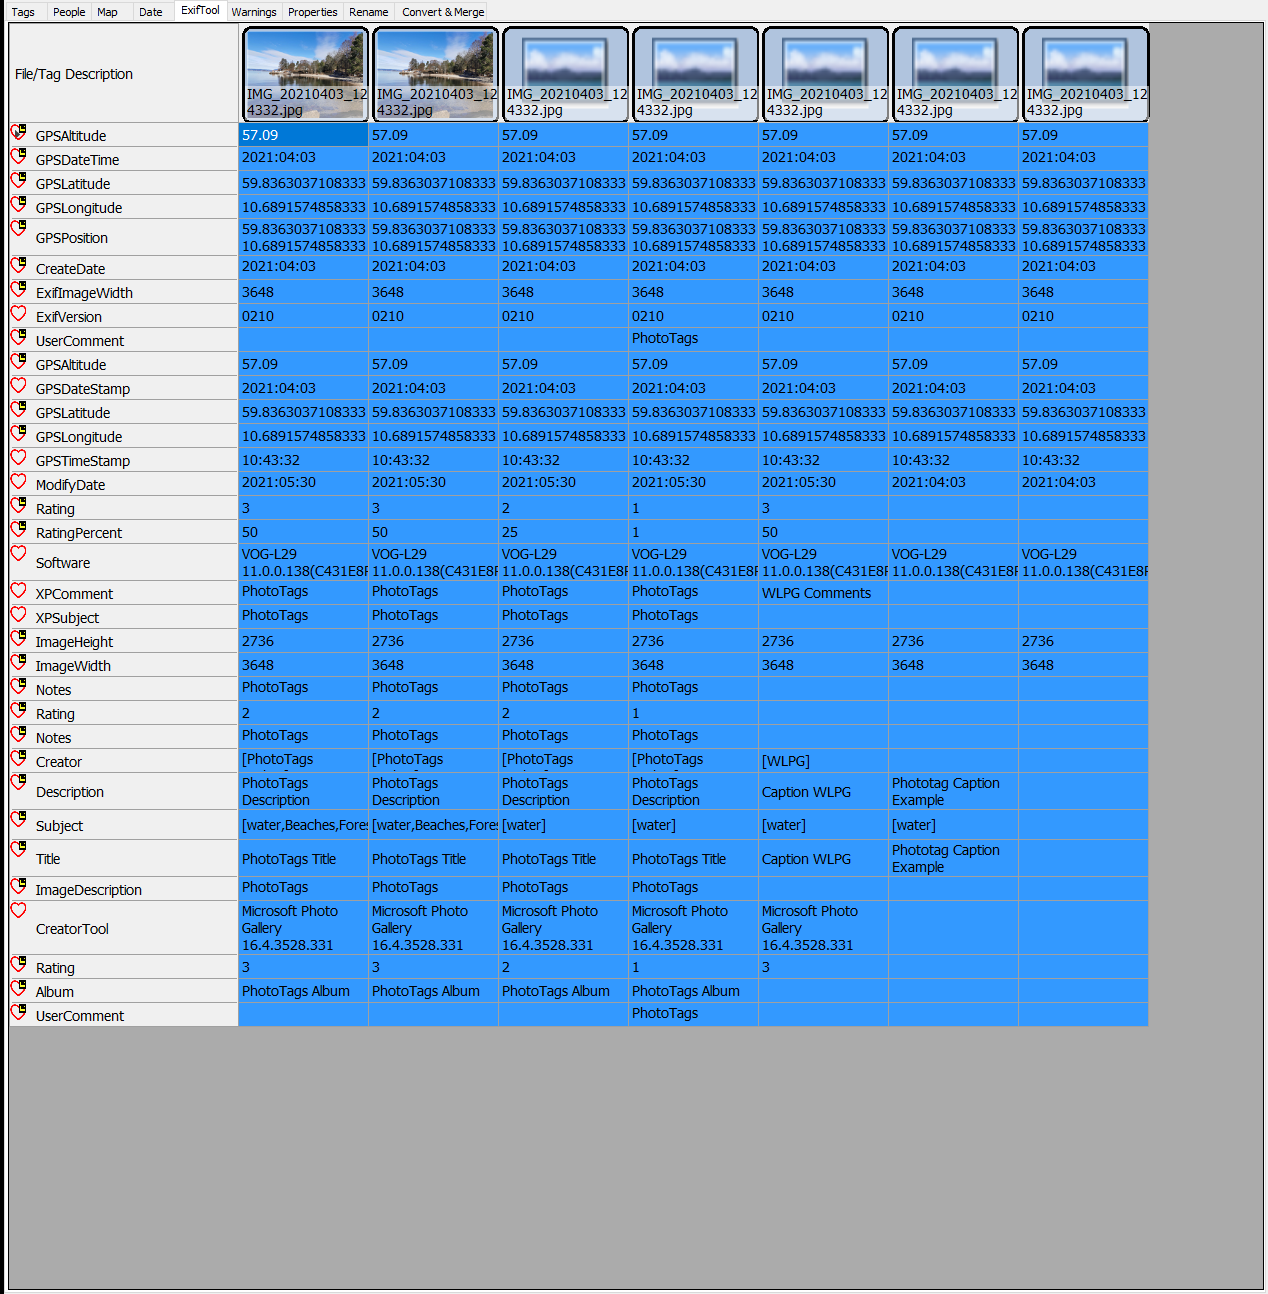 Tags People Map Date ExifTool Warnings Properties Rename Convert & Merge
File/Tag Description
IMG_20210403_12 IMG_20210403_12 IMG_20210403_12 IMG_20210403_12 IMG_20210403_12 IMG_20210403_12 IMG_20210403_12
4332.jpg 4332.jpg 4332.jpg 4332.jpg 4332.jpg 4332.jpg 4332.jpg
GPSAltitude 57.09 57.09 57.09 57.09 57.09 57.09 57.09
GPSDateTime 2021:04:03 2021:04:03 2021:04:03 2021:04:03 2021:04:03 2021:04:03 2021:04:03
GPSLatitude 59.8363037108333 59.8363037108333 59.8363037108333 59.8363037108333 59.8363037108333 59.8363037108333 59.8363037108333
GPSLongitude 10.6891574858333 10.6891574858333 10.6891574858333 10.6891574858333 10.6891574858333 10.6891574858333 10.6891574858333
GPSPosition
59.8363037108333 59.8363037108333 59.8363037108333 59.8363037108333 59.8363037108333 59.8363037108333 59.8363037108333
10.6891574858333 10.6891574858333 10.6891574858333 10.6891574858333 10.6891574858333 10.6891574858333 10.6891574858333
CreateDate 2021:04:03 2021:04:03 2021:04:03 2021:04:03 2021:04:03 2021:04:03 2021:04:03
ExifImageWidth 3648 3648 3648 3648 3648 3648 3648
ExifVersion 0210 0210 0210 0210 0210 0210 0210
UserComment PhotoTags
GPSAltitude 57.09 57.09 57.09 57.09 57.09 57.09 57.09
GPSDateStamp 2021:04:03 2021:04:03 2021:04:03 2021:04:03 2021:04:03 2021:04:03 2021:04:03
GPSLatitude 59.8363037108333 59.8363037108333 59.8363037108333 59.8363037108333 59.8363037108333 59.8363037108333 59.8363037108333
GPSLongitude 10.6891574858333 10.6891574858333 10.6891574858333 10.6891574858333 10.6891574858333 10.6891574858333 10.6891574858333
GPSTimeStamp 10:43:32 10:43:32 10:43:32 10:43:32 10:43:32 10:43:32 10:43:32
ModifyDate 2021:05:30 2021:05:30 2021:05:30 2021:05:30 2021:05:30 2021:04:03 2021:04:03
Rating 3 3 2 1 3
RatingPercent 50 50 25 1 50
Software
VOG-L29 VOG-L29 VOG-L29 VOG-L29 VOG-L29 VOG-L29 VOG-L29
11.0.0.138(C431E8 11.0.0.138(C431E8 11.0.0.138(C431E8 11.0.0.138(C431E8 11.0.0.138(C431E8 11.0.0.138(C431E8 11.0.0.138(C431E8
XPComment PhotoTags PhotoTags PhotoTags PhotoTags WLPG Comments
XPSubject PhotoTags PhotoTags PhotoTags PhotoTags
ImageHeight 2736 2736 2736 2736 2736 2736 2736
ImageWidth 3648 3648 3648 3648 3648 3648 3648
Notes PhotoTags PhotoTags PhotoTags PhotoTags
Rating 2 2 2 1
Notes PhotoTags PhotoTags PhotoTags PhotoTags
Creator [PhotoTags [PhotoTags [PhotoTags [PhotoTags [WLPG]
Description
PhotoTags PhotoTags PhotoTags PhotoTags Caption WLPG Phototag Caption
Description Description Description Description Example
Subject [water,Beaches,Fores [water,Beaches,Fores [water] [water] [water] [water]
Title PhotoTags Title PhotoTags Title PhotoTags Title PhotoTags Title Caption WLPG Phototag Caption
Example
ImageDescription PhotoTags PhotoTags PhotoTags PhotoTags
CreatorTool
Microsoft Photo Microsoft Photo Microsoft Photo Microsoft Photo Microsoft Photo
Gallery Gallery Gallery Gallery Gallery
16.4.3528.331 16.4.3528.331 16.4.3528.331 16.4.3528.331 16.4.3528.331
Rating 3 3 2 1 3
Album PhotoTags Album PhotoTags Album PhotoTags Album PhotoTags Album
UserComment PhotoTags